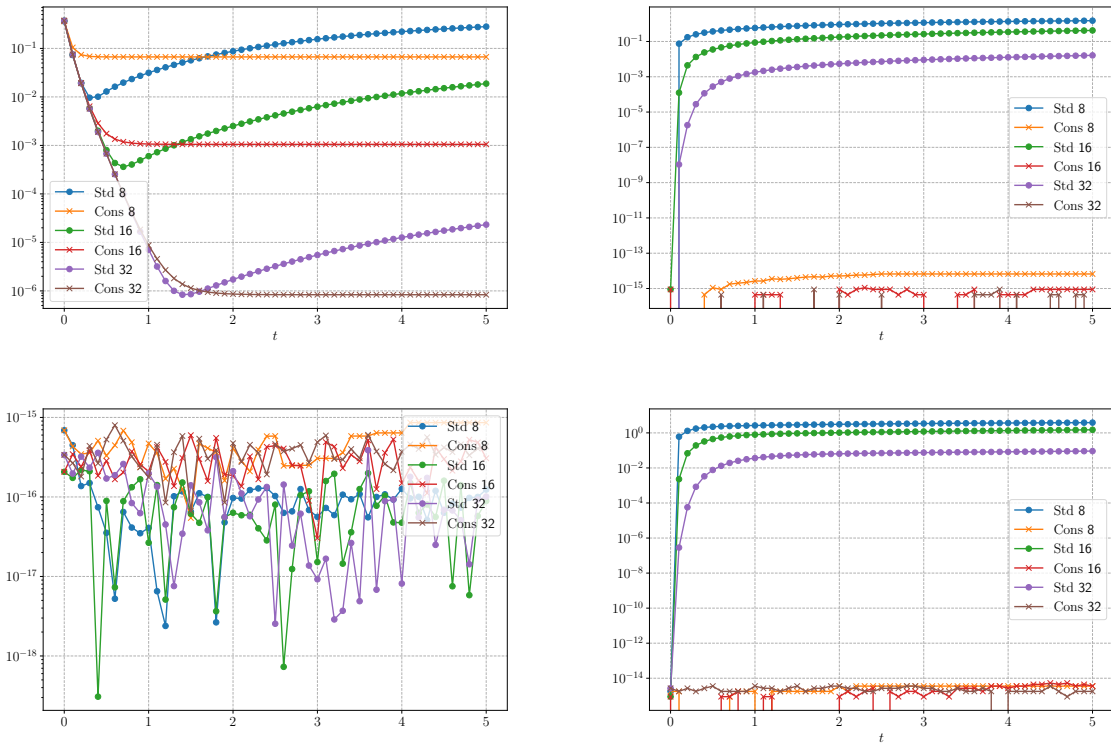 10^{-1}
10^{-2}
10^{-3}
10^{-4}
10^{-5}
10^{-6}
Std 8
Cons 8
Std 16
Cons 16
Std 32
Cons 32
0 1 2 3 4 5
t
10^{-1}
10^{-3}
10^{-5}
10^{-7}
10^{-9}
10^{-11}
10^{-13}
10^{-15}
Std 8
Cons 8
Std 16
Cons 16
Std 32
Cons 32
0 1 2 3 4 5
t
10^{-15}
10^{-16}
10^{-17}
10^{-18}
Std 8
Cons 8
Std 16
Cons 16
Std 32
Cons 32
0 1 2 3 4 5
10^{0}
10^{-2}
10^{-4}
10^{-6}
10^{-8}
10^{-10}
10^{-12}
10^{-14}
Std 8
Cons 8
Std 16
Cons 16
Std 32
Cons 32
0 1 2 3 4 5
t